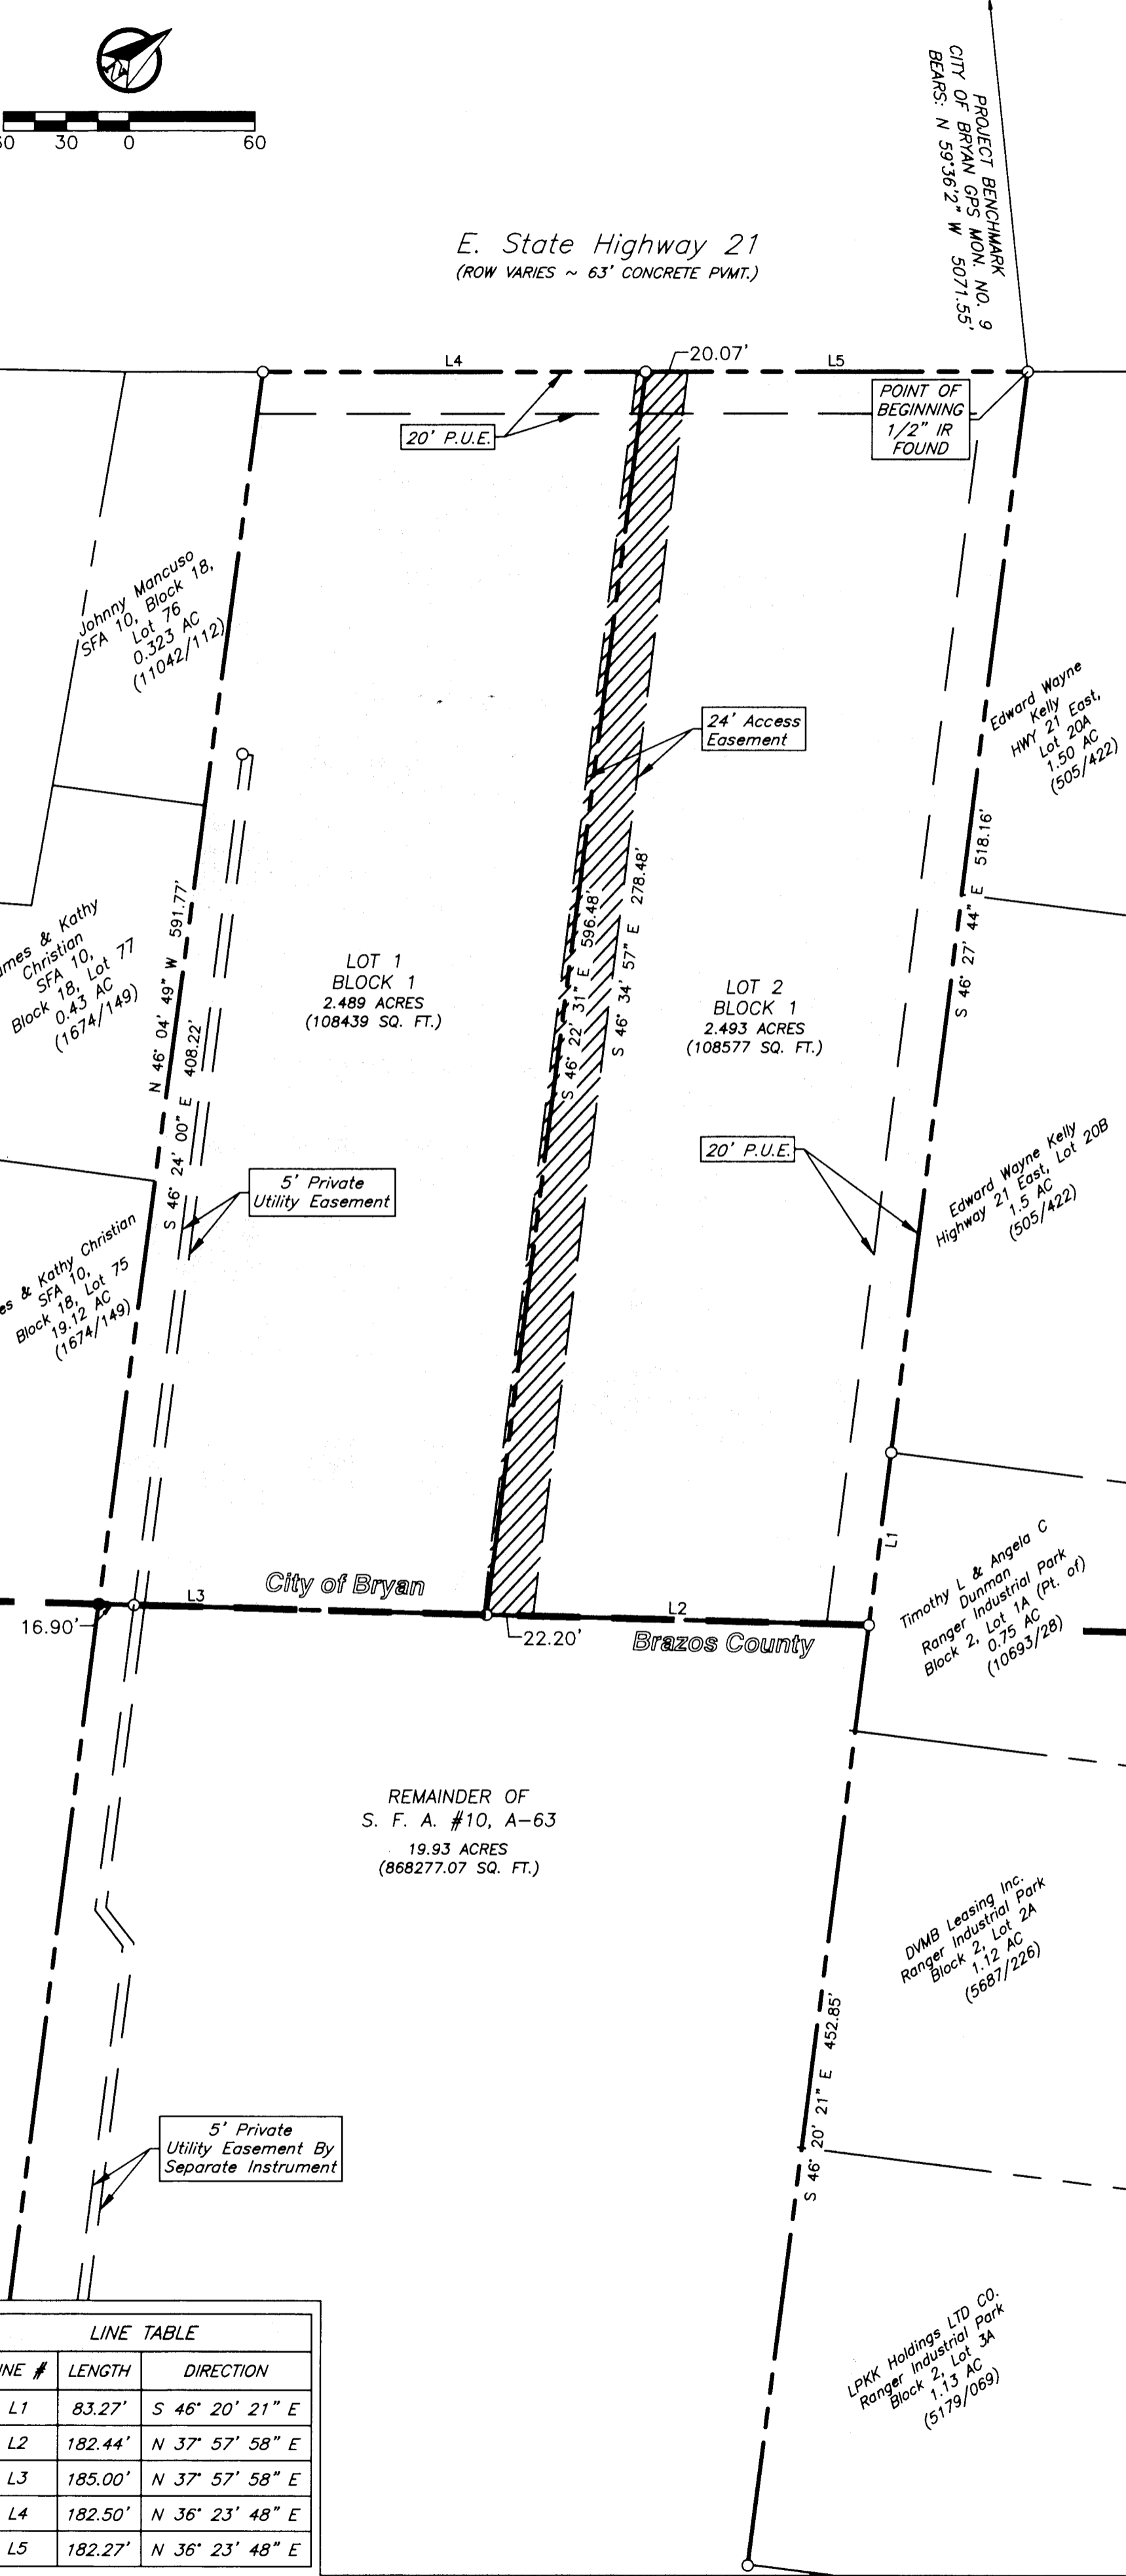 N
30
0
60
PROJECT BENCHMARK
CITY OF BRYAN GPS MON. NO. 9
BEARS: N 59°36'2" W 5071.55'
E. State Highway 21
(ROW VARIES ~ 63' CONCRETE PVMT.)
L4
20.07'
L5
POINT OF
BEGINNING
1/2" IR
FOUND
20' P.U.E.
Johnny Mancuso
SFA 10, Block 18,
Lot 76
0.323 AC
(11042/112)
Edward Wayne
Kelly
HWY 21 East,
Lot 20A
1.50 AC
(505/422)
24' Access
Easement
& Kathy
Christian
SFA 10,
Block 18, Lot 77
0.43 AC
(1674/149)
N 46° 04' 49" W 591.77'
S 46° 24' 00" E 408.22'
LOT 1
BLOCK 1
2.489 ACRES
(108439 SQ. FT.)
S 46° 22' 31" E 596.48'
S 46° 34' 57" E 278.48'
LOT 2
BLOCK 1
2.493 ACRES
(108577 SQ. FT.)
S 46° 27' 44" E 518.16'
20' P.U.E.
5' Private
Utility Easement
Edward Wayne Kelly
Highway 21 East, Lot 20B
1.5 AC
(505/422)
& Kathy Christian
SFA 10,
Block 18, Lot 75
19.12 AC
(1674/149)
L1
Timothy L & Angela C
Dunman
Ranger Industrial Park
Block 2, Lot 1A (Pt. of)
0.75 AC
(10693/28)
City of Bryan
L3
L2
16.90'
22.20'
Brazos County
REMAINDER OF
S. F. A. #10, A-63
19.93 ACRES
(868277.07 SQ. FT.)
DVMB Leasing Inc.
Ranger Industrial Park
Block 2, Lot 2A
1.12 AC
(5687/226)
S 46° 20' 21" E 452.85'
5' Private
Utility Easement By
Separate Instrument
LPKK Holdings LTD CO.
Ranger Industrial Park
Block 2, Lot 3A
1.13 AC
(5179/069)
LINE TABLE
# LENGTH DIRECTION
L1 83.27' S 46° 20' 21" E
L2 182.44' N 37° 57' 58" E
L3 185.00' N 37° 57' 58" E
L4 182.50' N 36° 23' 48" E
L5 182.27' N 36° 23' 48" E